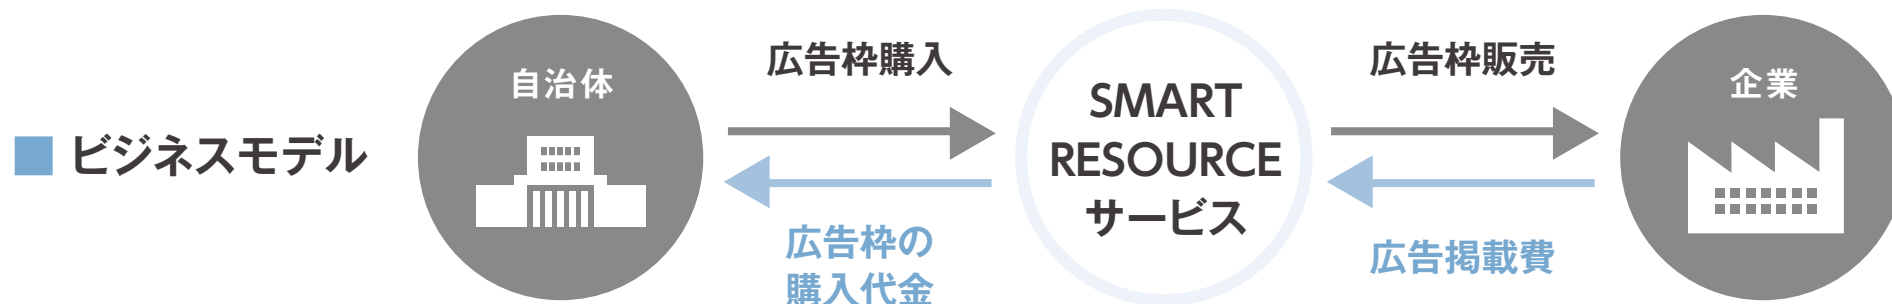 ビジネスモデル
自治体
広告枠購入
広告枠の
購入代金
SMART
RESOURCE
サービス
広告枠販売
広告掲載費
企業